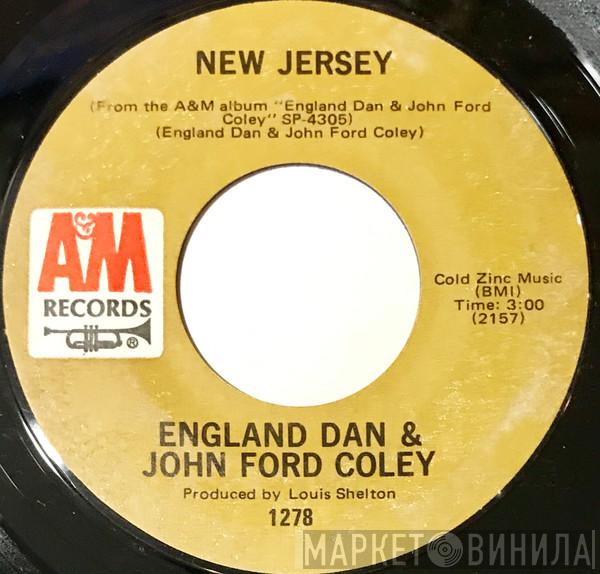 NEW JERSEY
(From the A&M album "England Dan & John Ford
Coley" SP-4305)
(England Dan & John Ford Coley)
A&M
RECORDS
®
Cold Zinc Music
(BMI)
Time: 3:00
(2157)
ENGLAND DAN &
JOHN FORD COLEY
Produced by Louis Shelton
1278
МАРКЕТ ВИНИЛА